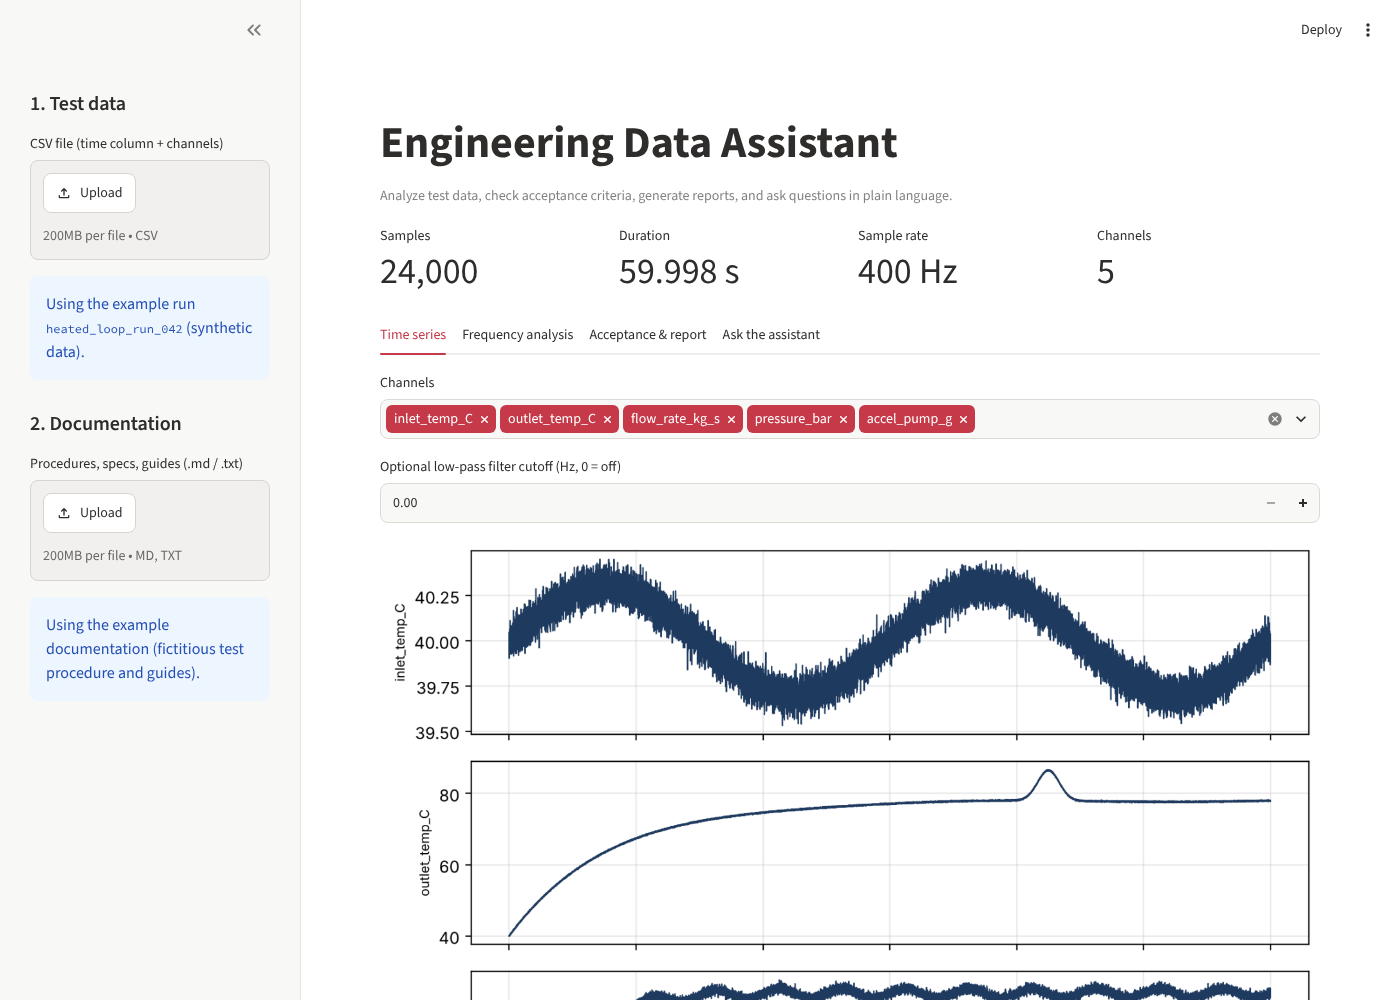 Deploy
1. Test data
CSV file (time column + channels)
Upload
200MB per file • CSV
Using the example run
heated_loop_run_042 (synthetic
data).
2. Documentation
Procedures, specs, guides (.md / .txt)
Upload
200MB per file • MD, TXT
Using the example
documentation (fictitious test
procedure and guides).
Engineering Data Assistant
Analyze test data, check acceptance criteria, generate reports, and ask questions in plain language.
Samples
24,000
Duration
59.998 s
Sample rate
400 Hz
Channels
5
Time series
Frequency analysis
Acceptance & report
Ask the assistant
Channels
inlet_temp_C
outlet_temp_C
flow_rate_kg_s
pressure_bar
accel_pump_g
Optional low-pass filter cutoff (Hz, 0 = off)
0.00
inlet_temp_C
40.25
40.00
39.75
39.50
outlet_temp_C
80
60
40